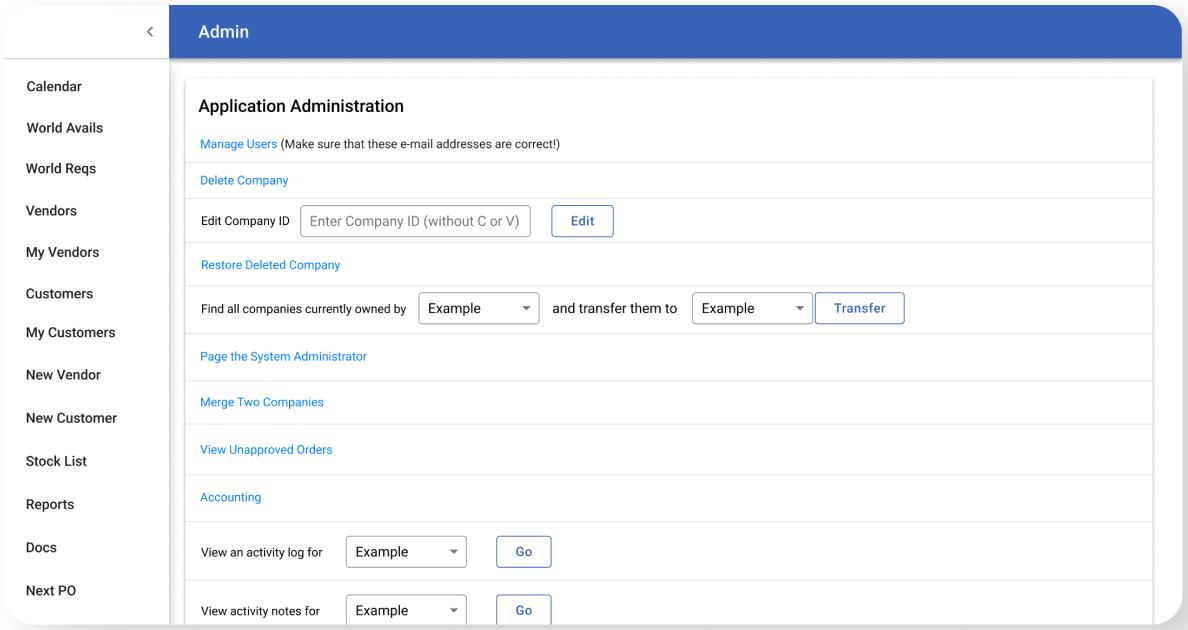 Admin
Calendar
World Avails
World Reqs
Vendors
My Vendors
Customers
My Customers
New Vendor
New Customer
Stock List
Reports
Docs
Next PO
Application Administration
Manage Users (Make sure that these e-mail addresses are correct!)
Delete Company
Edit Company ID Enter Company ID (without C or V) Edit
Restore Deleted Company
Find all companies currently owned by Example and transfer them to Example Transfer
Page the System Administrator
Merge Two Companies
View Unapproved Orders
Accounting
View an activity log for Example Go
View activity notes for Example Go